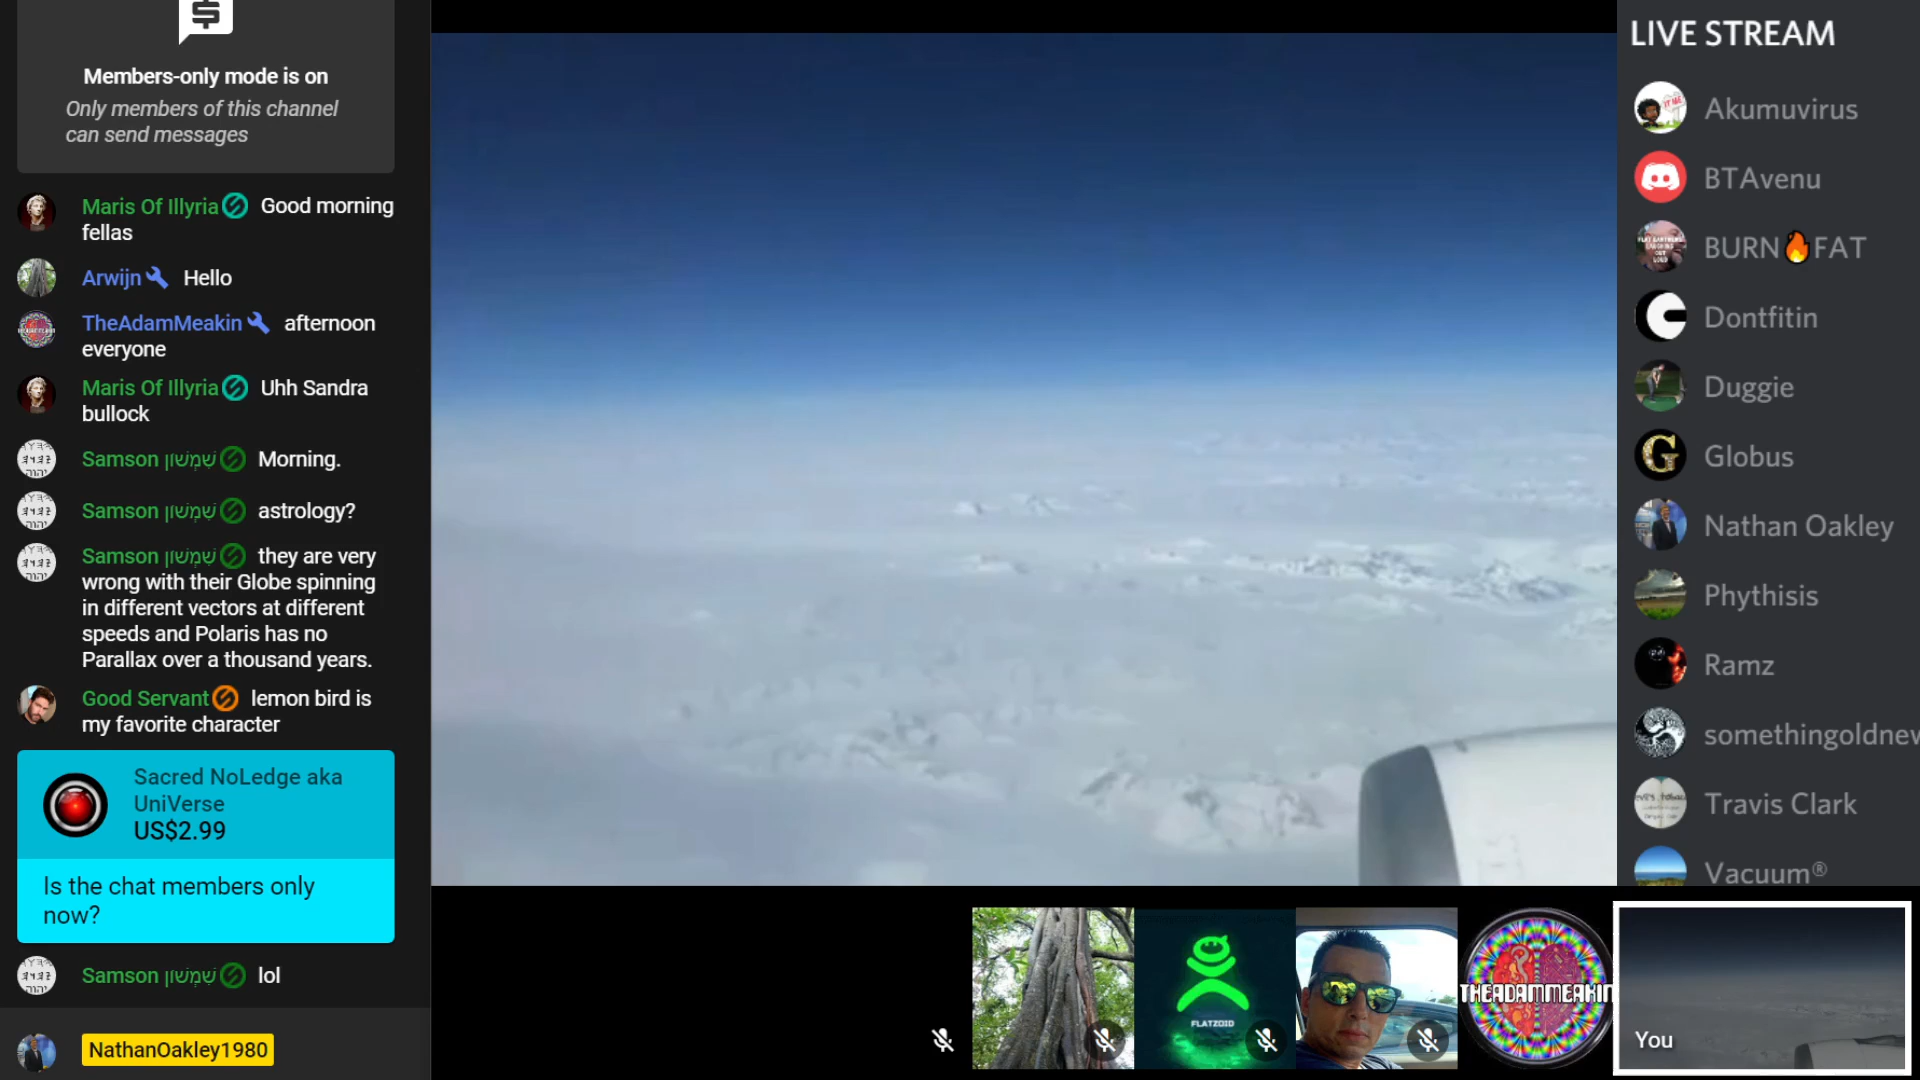 Members-only mode is on
Only members of this channel
can send messages
Maris Of Illyria Good morning
fellas
Arwijn Hello
TheAdamMeakin afternoon
everyone
Maris Of Illyria Uhh Sandra
bullock
Samson שִׁמְשׁוֹן Morning.
Samson שִׁמְשׁוֹן astrology?
Samson שִׁמְשׁוֹן they are very
wrong with their Globe spinning
in different vectors at different
speeds and Polaris has no
Parallax over a thousand years.
Good Servant lemon bird is
my favorite character
Sacred NoLedge aka
UniVerse
US$2.99
Is the chat members only
now?
Samson שִׁמְשׁוֹן lol
NathanOakley1980
LIVE STREAM
Akumuvirus
BTAvenu
BURN🔥FAT
Dontfitin
Duggie
G Globus
Nathan Oakley
Phythisis
Ramz
somethingoldnew
Travis Clark
Vacuum®
FLATZOID
THEADAMMEAKIN
You